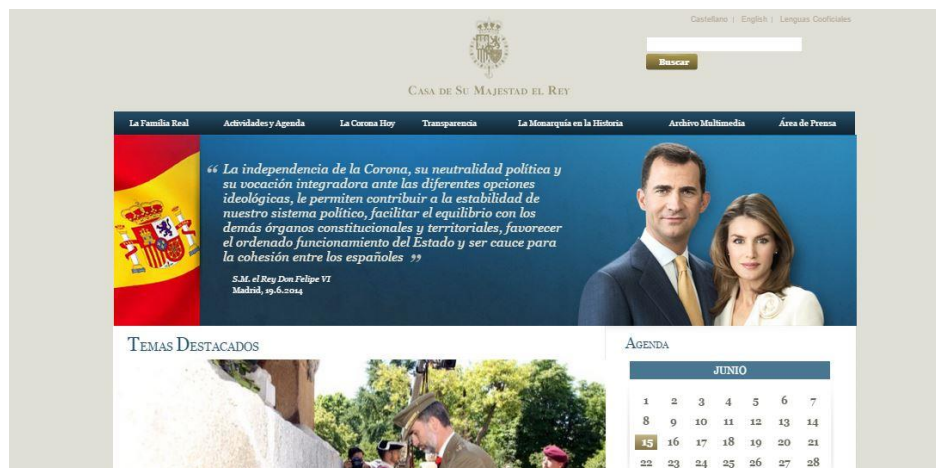 Castellano | English | Lenguas Cooficiales
Buscar
CASA DE SU MAJESTAD EL REY
La Familia Real Actividades y Agenda La Corona Hoy Transparencia La Monarquía en la Historia Archivo Multimedia Área de Prensa
“ La independencia de la Corona, su neutralidad política y
su vocación integradora ante las diferentes opciones
ideológicas, le permiten contribuir a la estabilidad de
nuestro sistema político, facilitar el equilibrio con los
demás órganos constitucionales y territoriales, favorecer
el ordenado funcionamiento del Estado y ser cauce para
la cohesión entre los españoles ”
S.M. el Rey Don Felipe VI
Madrid, 19.6.2014
TEMAS DESTACADOS
AGENDA
JUNIO
1 2 3 4 5 6 7
8 9 10 11 12 13 14
15 16 17 18 19 20 21
22 23 24 25 26 27 28